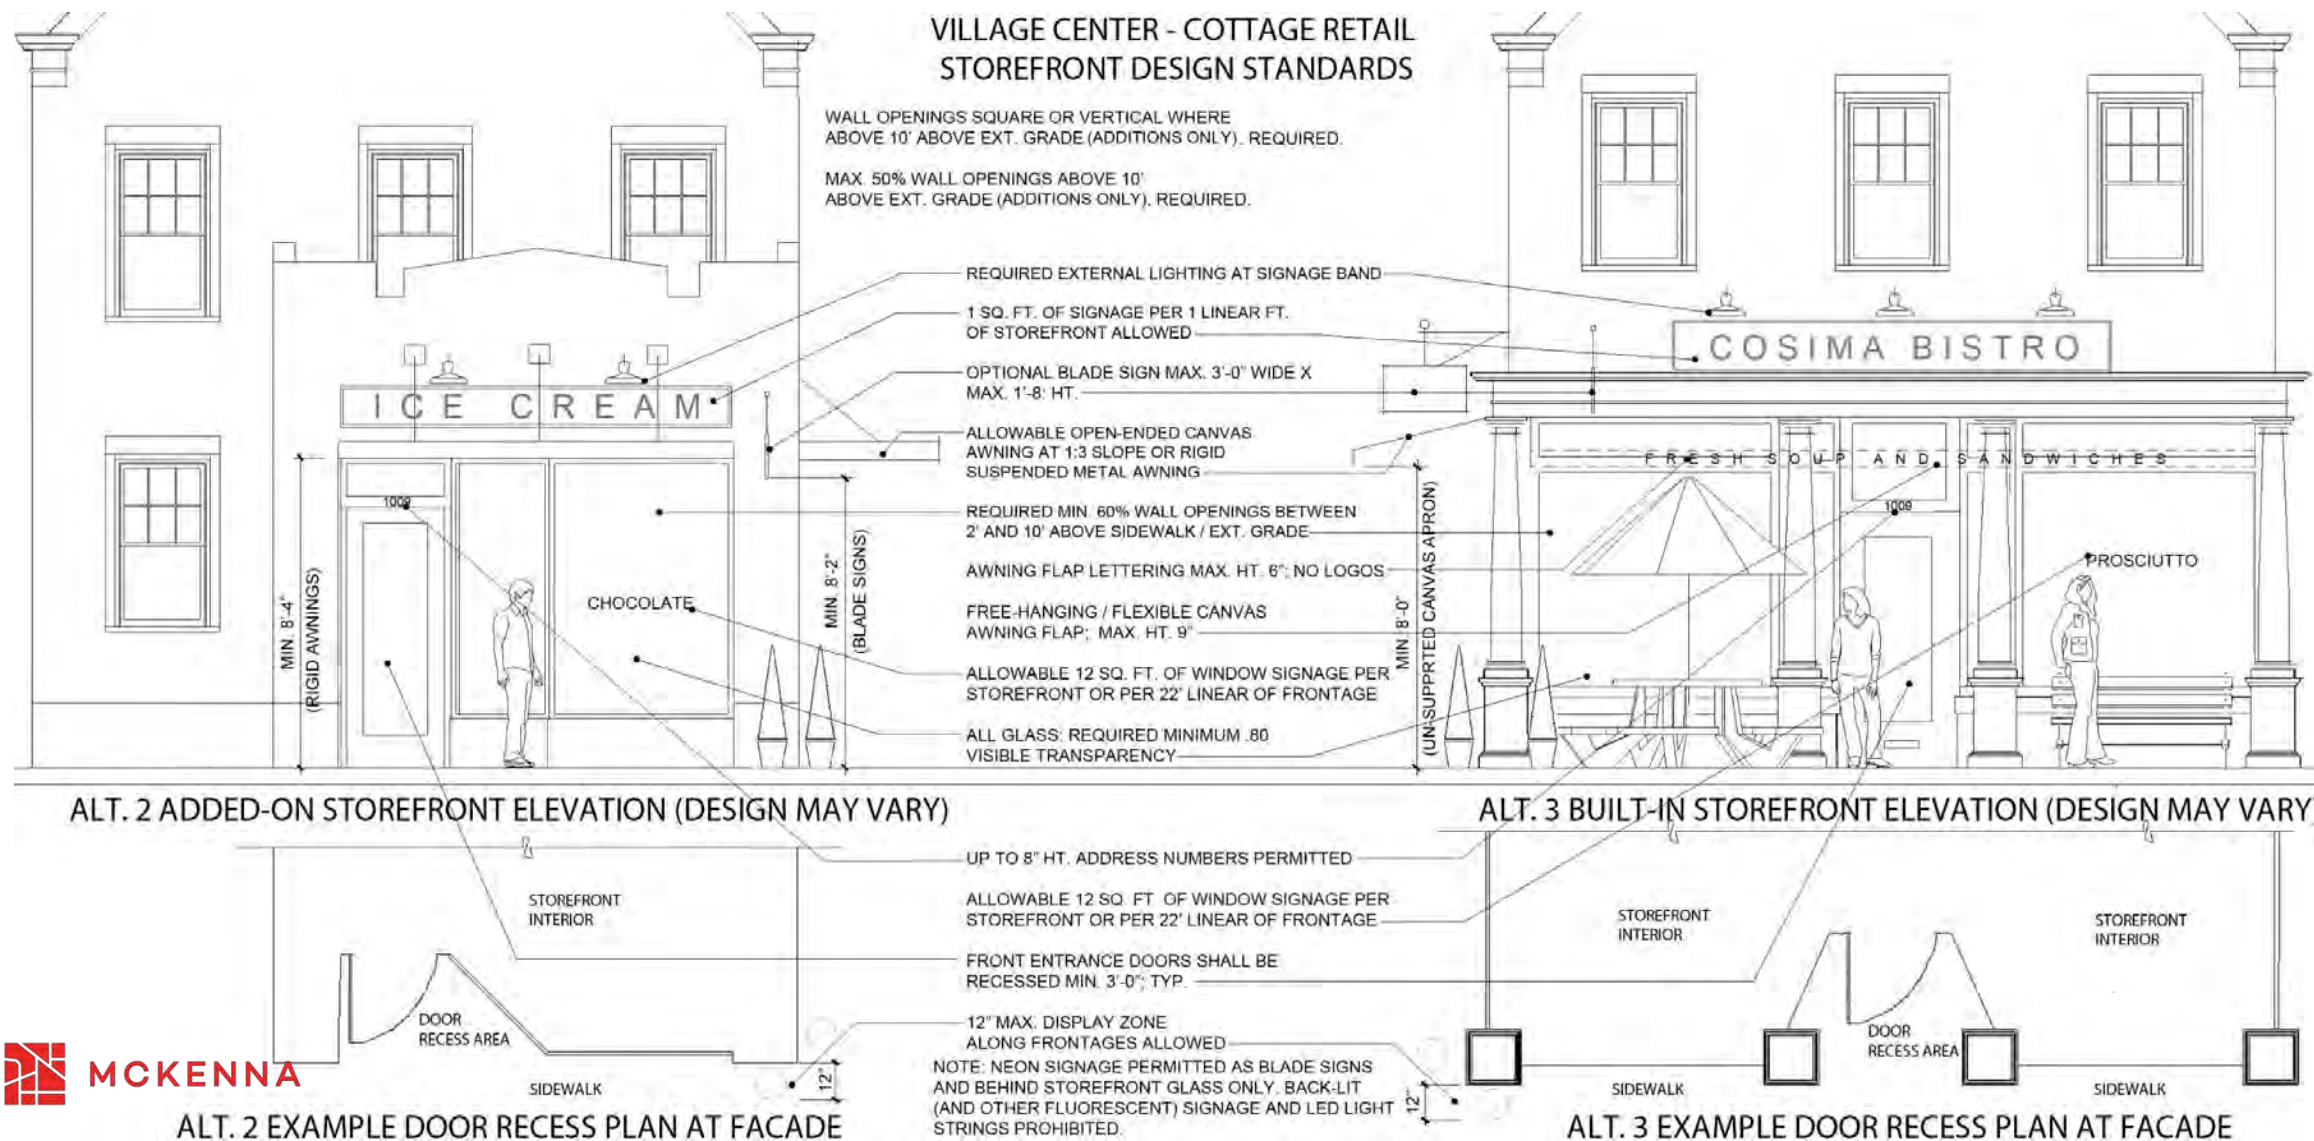 VILLAGE CENTER - COTTAGE RETAIL
STOREFRONT DESIGN STANDARDS
WALL OPENINGS SQUARE OR VERTICAL WHERE
ABOVE 10' ABOVE EXT. GRADE (ADDITIONS ONLY). REQUIRED.
MAX. 50% WALL OPENINGS ABOVE 10'
ABOVE EXT. GRADE (ADDITIONS ONLY). REQUIRED.
REQUIRED EXTERNAL LIGHTING AT SIGNAGE BAND
1 SQ. FT. OF SIGNAGE PER 1 LINEAR FT.
OF STOREFRONT ALLOWED
OPTIONAL BLADE SIGN MAX. 3'-0" WIDE X
MAX. 1'-8: HT.
ALLOWABLE OPEN-ENDED CANVAS
AWNING AT 1:3 SLOPE OR RIGID
SUSPENDED METAL AWNING
REQUIRED MIN. 60% WALL OPENINGS BETWEEN
2' AND 10' ABOVE SIDEWALK / EXT. GRADE
AWNING FLAP LETTERING MAX. HT. 6"; NO LOGOS
FREE-HANGING / FLEXIBLE CANVAS
AWNING FLAP; MAX. HT. 9"
ALLOWABLE 12 SQ. FT. OF WINDOW SIGNAGE PER
STOREFRONT OR PER 22' LINEAR OF FRONTAGE
ALL GLASS: REQUIRED MINIMUM .80
VISIBLE TRANSPARENCY
ICE CREAM
1009
CHOCOLATE
MIN. 8'-4"
(RIGID AWNINGS)
MIN. 8'-2"
(BLADE SIGNS)
COSIMA BISTRO
FRESH SOUP AND SANDWICHES
1009
PROSCIUTTO
MIN. 8'-0"
(UN-SUPPRTED CANVAS APRON)
ALT. 2 ADDED-ON STOREFRONT ELEVATION (DESIGN MAY VARY)
ALT. 3 BUILT-IN STOREFRONT ELEVATION (DESIGN MAY VARY
UP TO 8" HT. ADDRESS NUMBERS PERMITTED
ALLOWABLE 12 SQ. FT OF WINDOW SIGNAGE PER
STOREFRONT OR PER 22' LINEAR OF FRONTAGE
FRONT ENTRANCE DOORS SHALL BE
RECESSED MIN. 3'-0"; TYP.
12" MAX. DISPLAY ZONE
ALONG FRONTAGES ALLOWED
NOTE: NEON SIGNAGE PERMITTED AS BLADE SIGNS
AND BEHIND STOREFRONT GLASS ONLY. BACK-LIT
(AND OTHER FLUORESCENT) SIGNAGE AND LED LIGHT
STRINGS PROHIBITED.
STOREFRONT
INTERIOR
DOOR
RECESS AREA
SIDEWALK
12"
MCKENNA
ALT. 2 EXAMPLE DOOR RECESS PLAN AT FACADE
STOREFRONT
INTERIOR
STOREFRONT
INTERIOR
DOOR
RECESS AREA
SIDEWALK
SIDEWALK
12"
ALT. 3 EXAMPLE DOOR RECESS PLAN AT FACADE